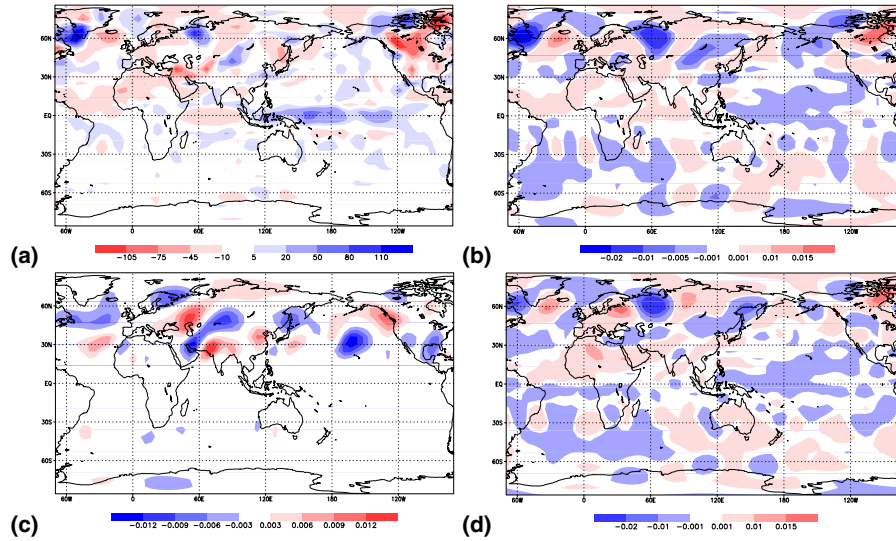 60N
30N
EQ
30S
60S
60W 0 60E 120E 180 120W
(a)
−105 −75 −45 −10 5 20 50 80 110
60N
30N
EQ
30S
60S
60W 0 60E 120E 180 120W
(b)
−0.02 −0.01 −0.005 −0.001 0.001 0.01 0.015
60N
30N
EQ
30S
60S
60W 0 60E 120E 180 120W
(c)
−0.012 −0.009 −0.006 −0.003 0.003 0.006 0.009 0.012
60N
30N
EQ
30S
60S
60W 0 60E 120E 180 120W
(d)
−0.02 −0.01 −0.001 0.001 0.01 0.015